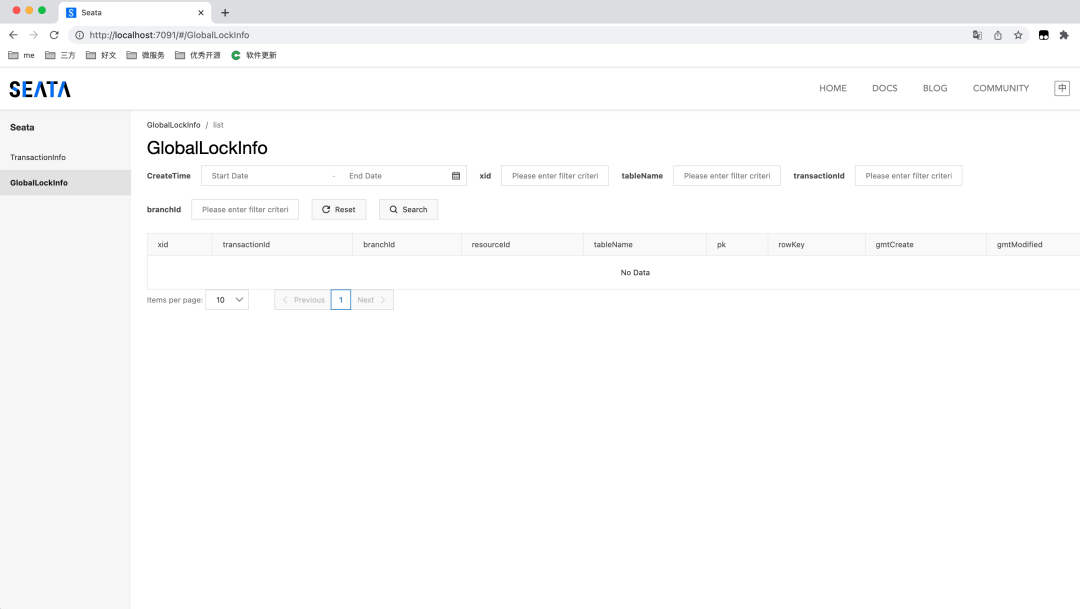 Seata
http://localhost:7091/#/GlobalLockInfo
me 三方 好文 微服务 优秀开源 软件更新
SEATA HOME DOCS BLOG COMMUNITY 中
Seata
TransactionInfo
GlobalLockInfo
GlobalLockInfo / list
GlobalLockInfo
CreateTime Start Date - End Date xid Please enter filter criteri tableName Please enter filter criteri transactionId Please enter filter criteri
branchId Please enter filter criteri Reset Search
xid transactionId branchId resourceId tableName pk rowKey gmtCreate gmtModified
No Data
Items per page: 10 Previous 1 Next